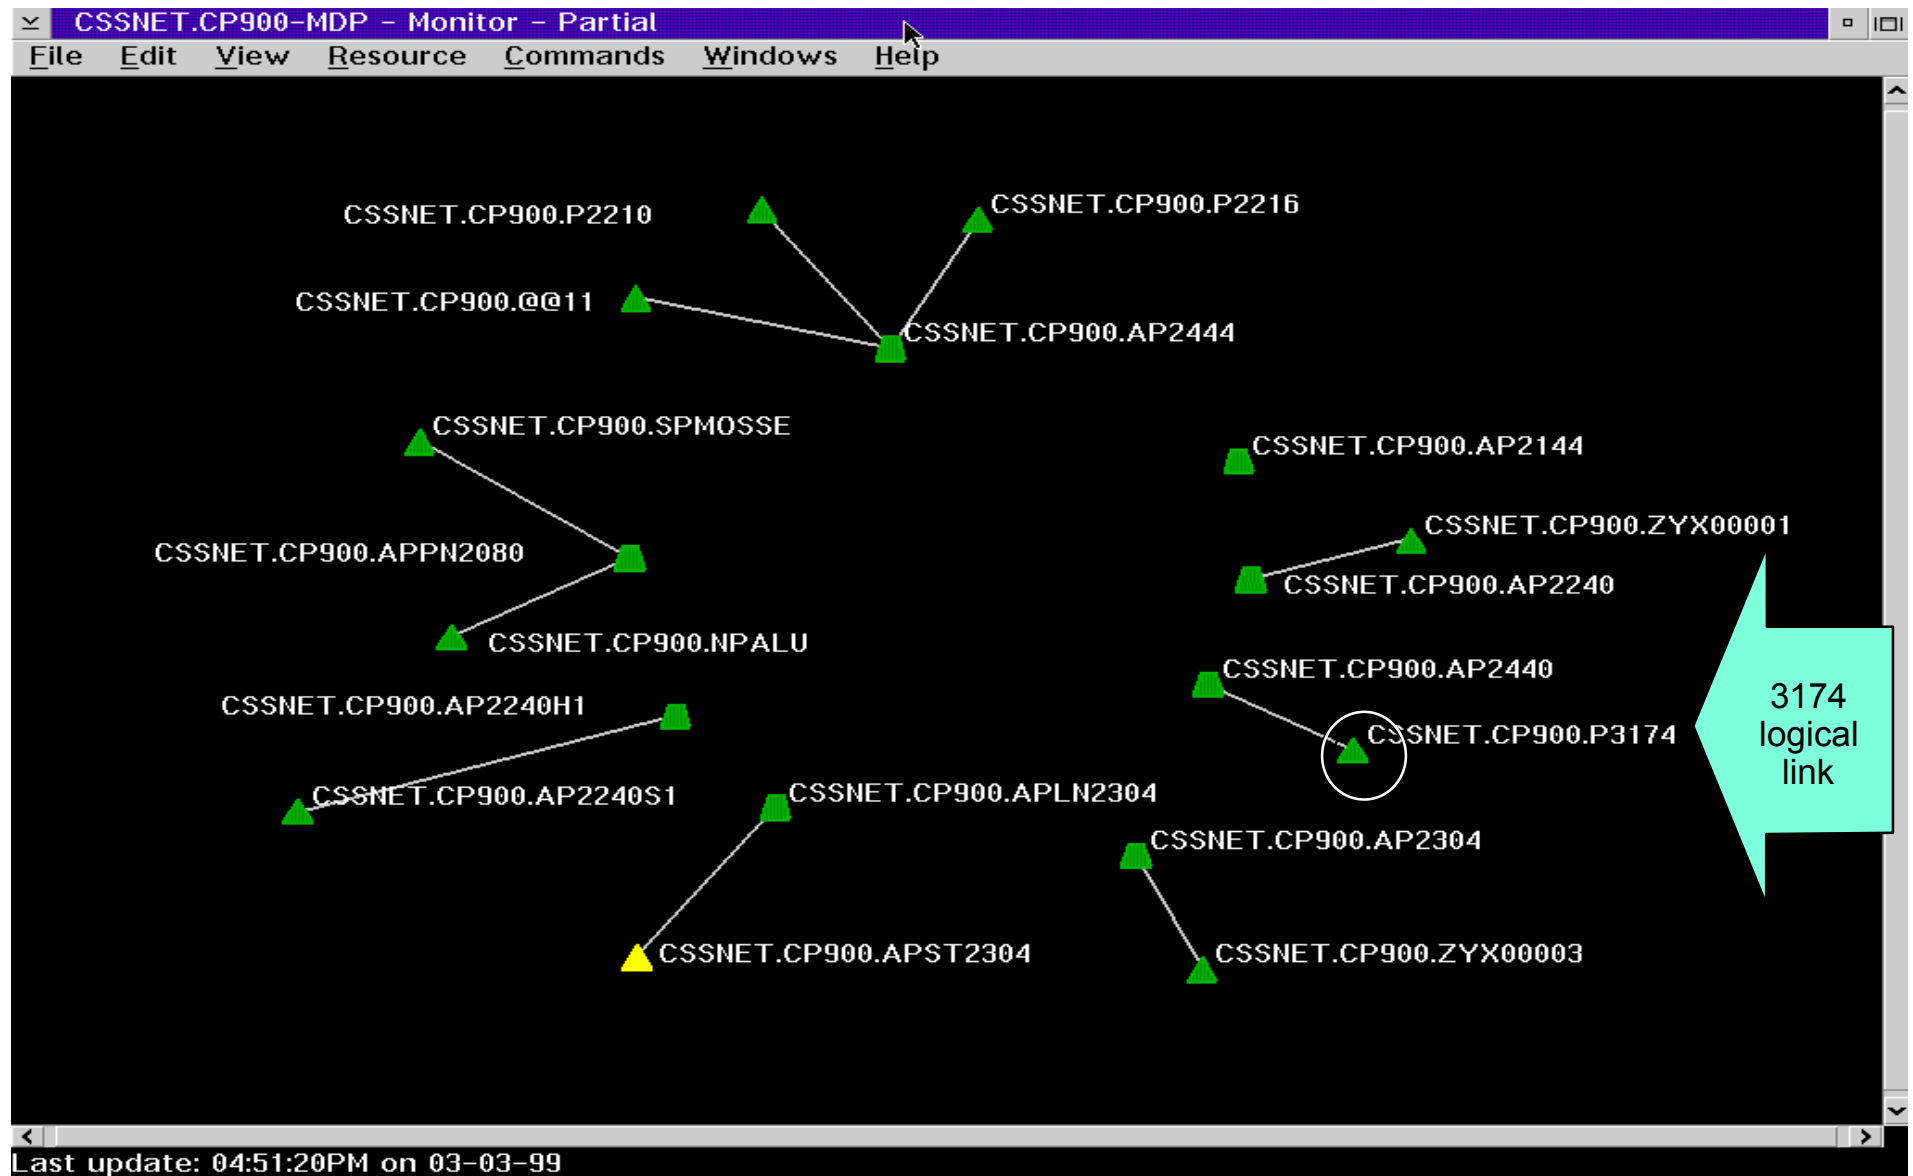 CSSNET.CP900-MDP - Monitor - Partial
File Edit View Resource Commands Windows Help
CSSNET.CP900.P2210
CSSNET.CP900.P2216
CSSNET.CP900.@@11
CSSNET.CP900.AP2444
CSSNET.CP900.SPMOSSE
CSSNET.CP900.AP2144
CSSNET.CP900.ZYX00001
CSSNET.CP900.APPN2080
CSSNET.CP900.AP2240
CSSNET.CP900.NPALU
CSSNET.CP900.AP2440
CSSNET.CP900.AP2240H1
CSSNET.CP900.P3174
3174
logical
link
CSSNET.CP900.AP2240S1
CSSNET.CP900.APLN2304
CSSNET.CP900.AP2304
CSSNET.CP900.APST2304
CSSNET.CP900.ZYX00003
Last update: 04:51:20PM on 03-03-99